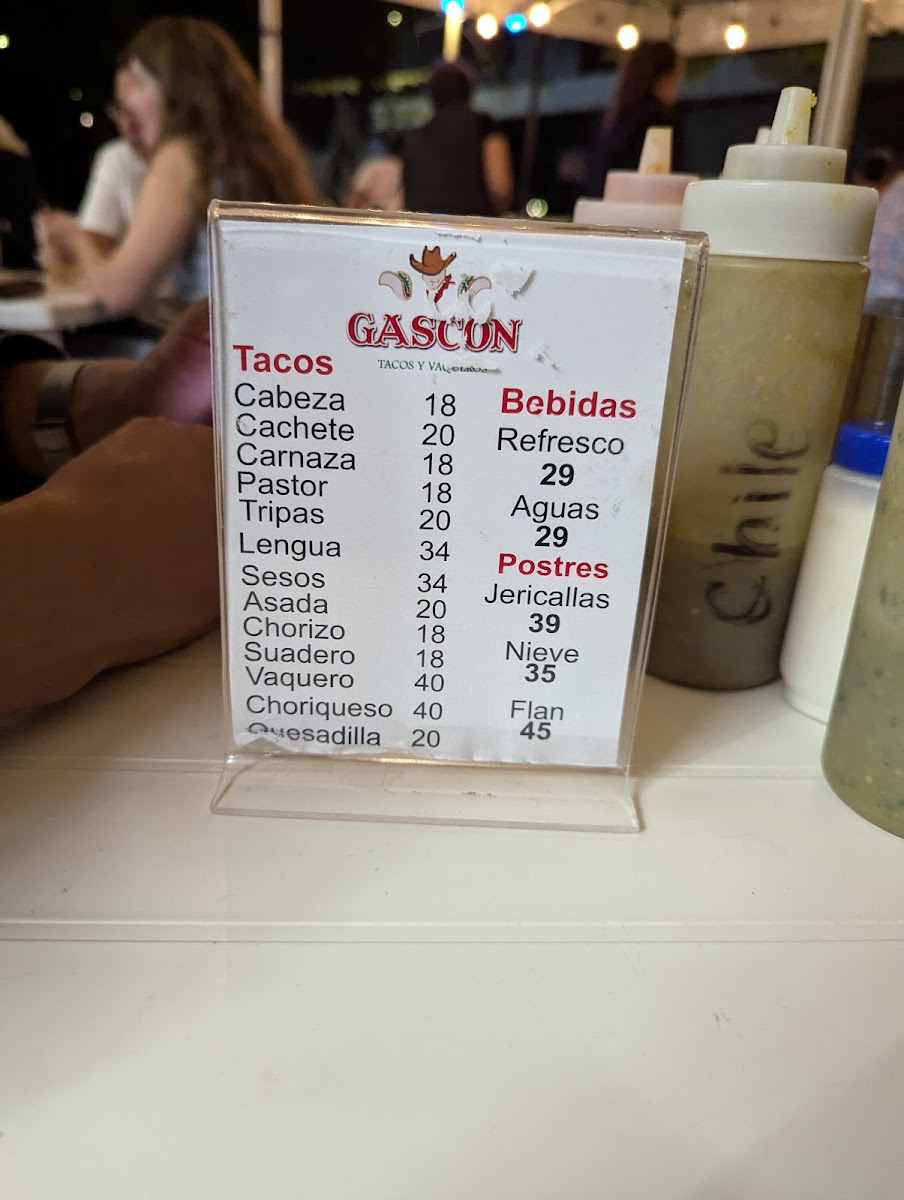 GASCON
TACOS Y VAQUEROS
Tacos
Cabeza 18
Cachete 20
Carnaza 18
Pastor 18
Tripas 20
Lengua 34
Sesos 34
Asada 20
Chorizo 18
Suadero 18
Vaquero 40
Choriqueso 40
Quesadilla 20
Bebidas
Refresco
29
Aguas
29
Postres
Jericallas
39
Nieve
35
Flan
45
Chile